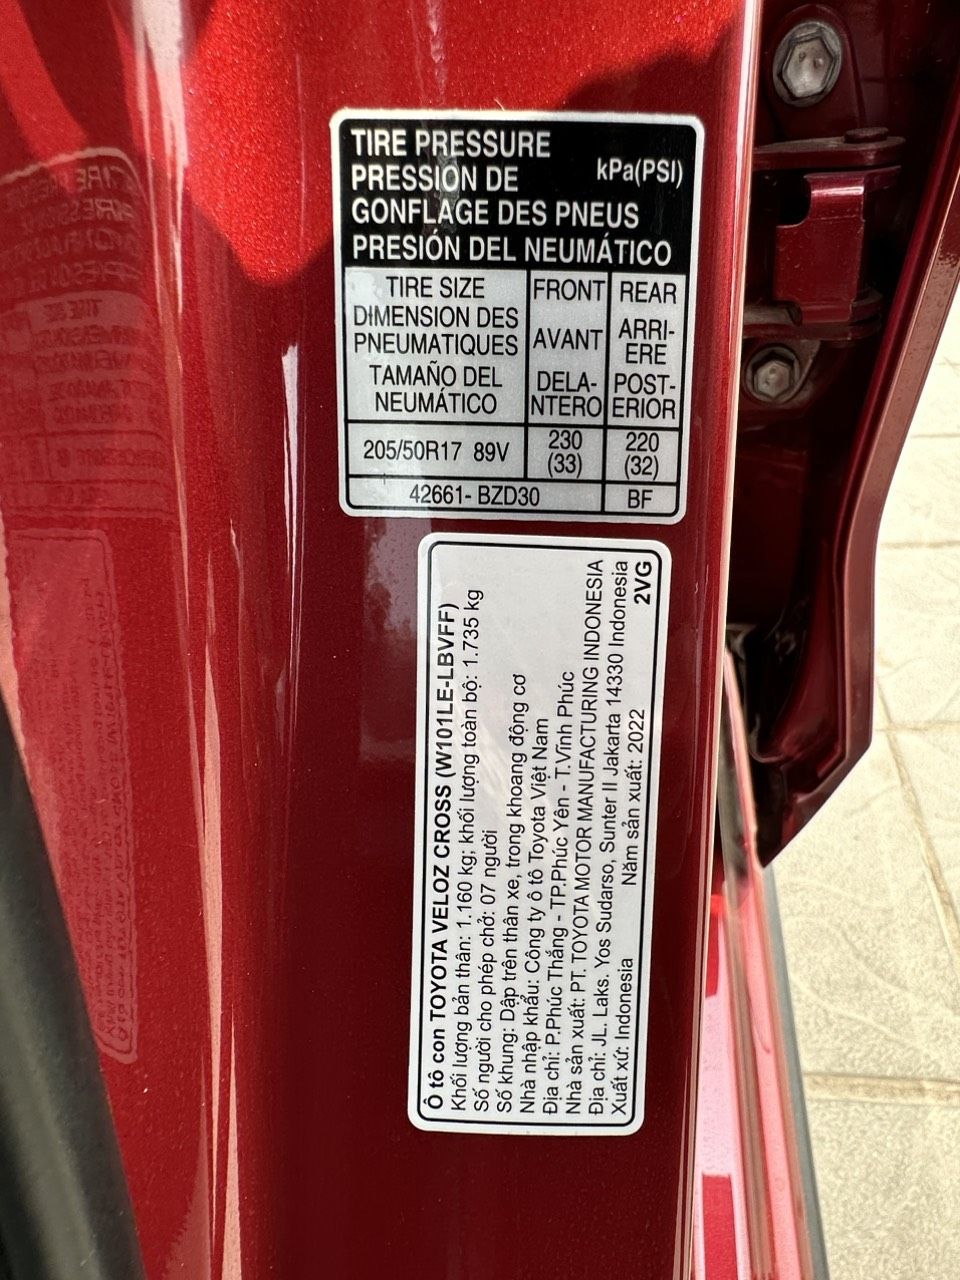 TIRE PRESSURE
kPa(PSI)
PRESSION DE
GONFLAGE DES PNEUS
PRESIÓN DEL NEUMÁTICO
TIRE SIZE
DIMENSION DES
PNEUMATIQUES
TAMAÑO DEL
NEUMÁTICO
FRONT
AVANT
DELA-
NTERO
REAR
ARRI-
ERE
POST-
ERIOR
205/50R17 89V
230
(33)
220
(32)
42661- BZD30
BF
Ô tô con TOYOTA VELOZ CROSS (W101LE-LBVFF)
Khối lượng bản thân: 1.160 kg; khối lượng toàn bộ: 1.735 kg
Số người cho phép chở: 07 người
Số khung: Dập trên thân xe, trong khoang động cơ
Nhà nhập khẩu: Công ty ô tô Toyota Việt Nam
Địa chỉ: P.Phúc Thắng - TP.Phúc Yên - T.Vĩnh Phúc
Nhà sản xuất: PT. TOYOTA MOTOR MANUFACTURING INDONESIA
Địa chỉ: JL. Laks. Yos Sudarso, Sunter II Jakarta 14330 Indonesia
Xuất xứ: Indonesia Năm sản xuất: 2022 2VG